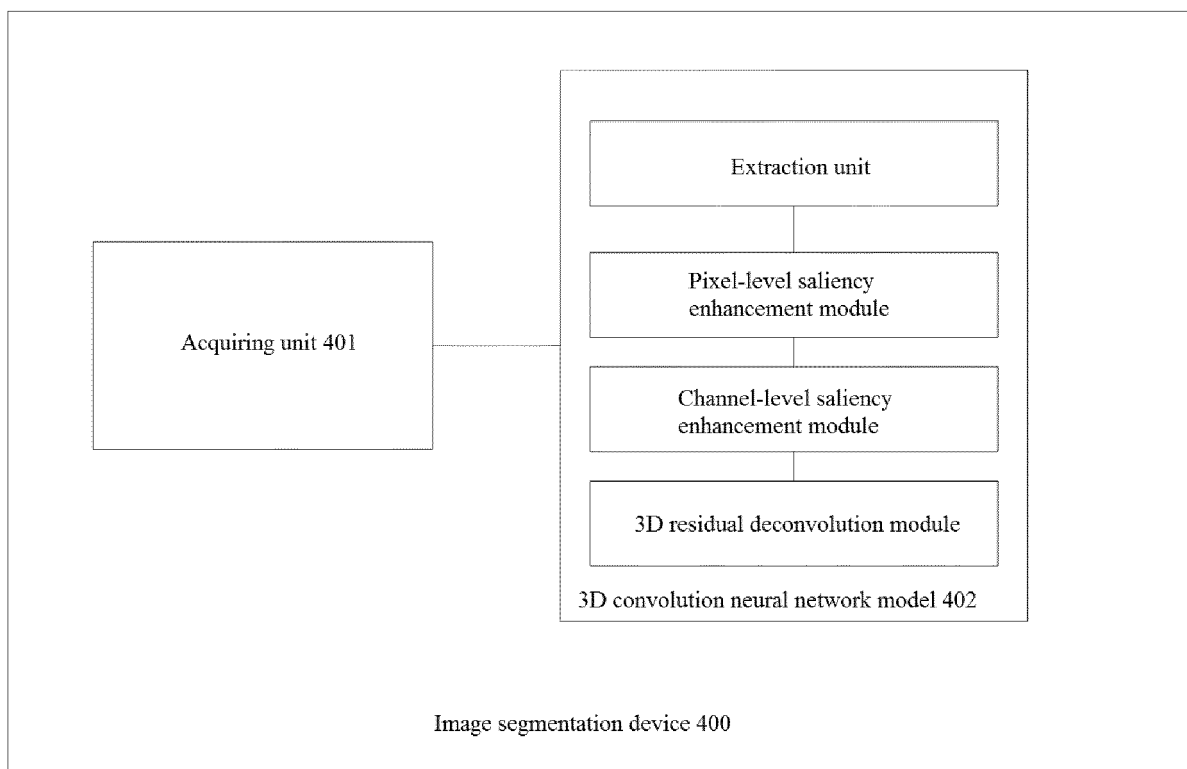 Extraction unit
Pixel-level saliency
enhancement module
Acquiring unit 401
Channel-level saliency
enhancement module
3D residual deconvolution module
3D convolution neural network model 402
Image segmentation device 400